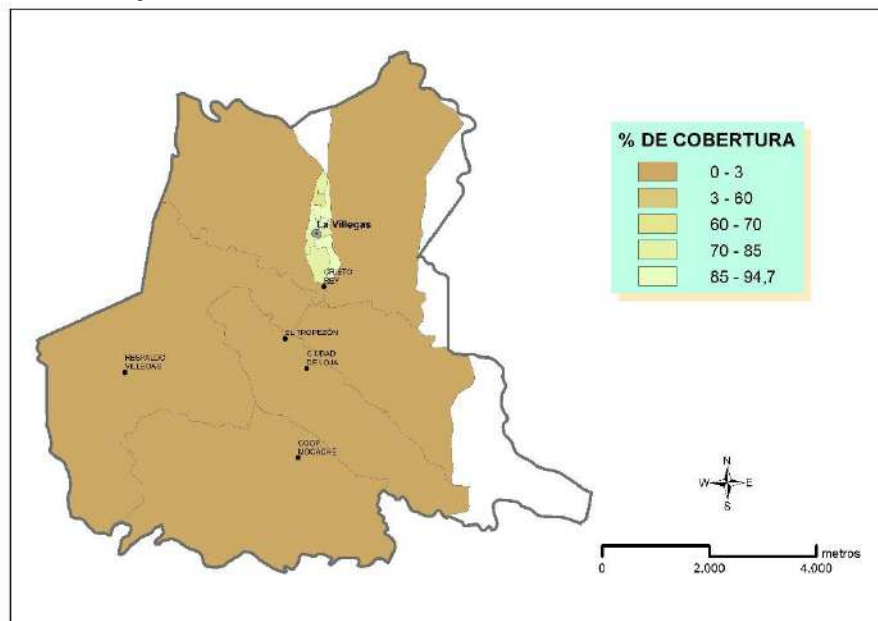 % DE COBERTURA
0 - 3
3 - 60
60 - 70
70 - 85
85 - 94,7
La Villegas
CRISTO
REY
EL TROPEZÓN
CIUDAD
DE LOJA
RESPALDO
VILLEGAS
COOP.
MOCACHE
N
W E
S
metros
0 2.000 4.000